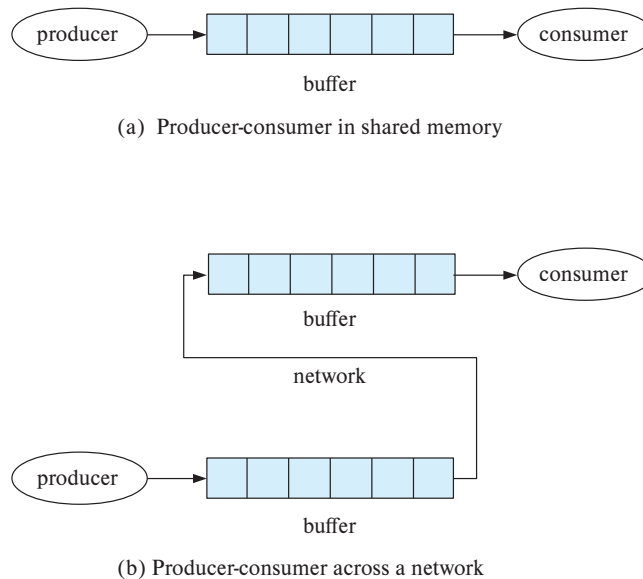 producer
consumer
buffer
(a) Producer-consumer in shared memory
consumer
buffer
network
producer
buffer
(b) Producer-consumer across a network